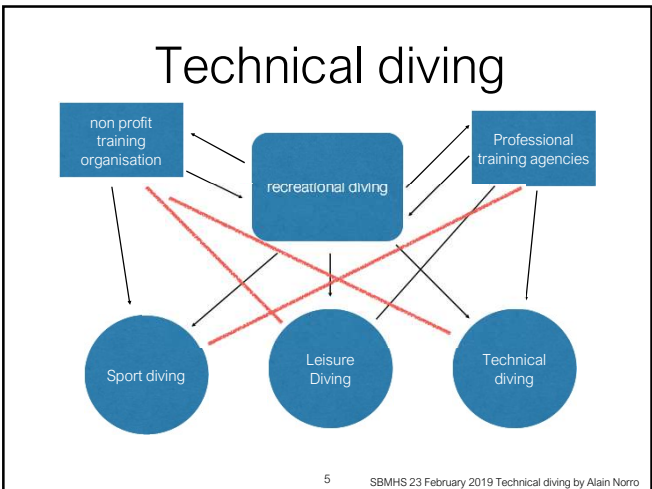 Technical diving
non profit
training
organisation
recreational diving
Professional
training agencies
Sport diving
Leisure
Diving
Technical
diving
5
SBMHS 23 February 2019 Technical diving by Alain Norro